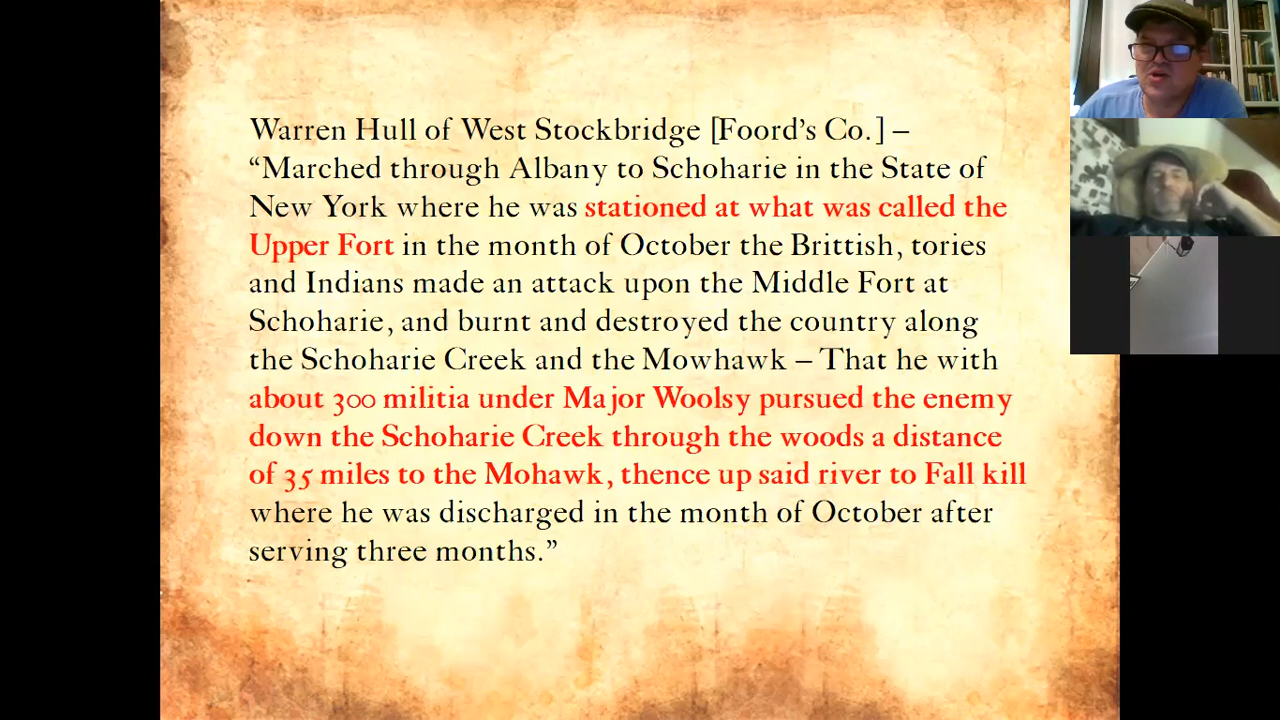 Warren Hull of West Stockbridge [Foord's Co.] –
“Marched through Albany to Schoharie in the State of
New York where he was stationed at what was called the
Upper Fort in the month of October the Brittish, tories
and Indians made an attack upon the Middle Fort at
Schoharie, and burnt and destroyed the country along
the Schoharie Creek and the Mowhawk – That he with
about 300 militia under Major Woolsy pursued the enemy
down the Schoharie Creek through the woods a distance
of 35 miles to the Mohawk, thence up said river to Fall kill
where he was discharged in the month of October after
serving three months.”